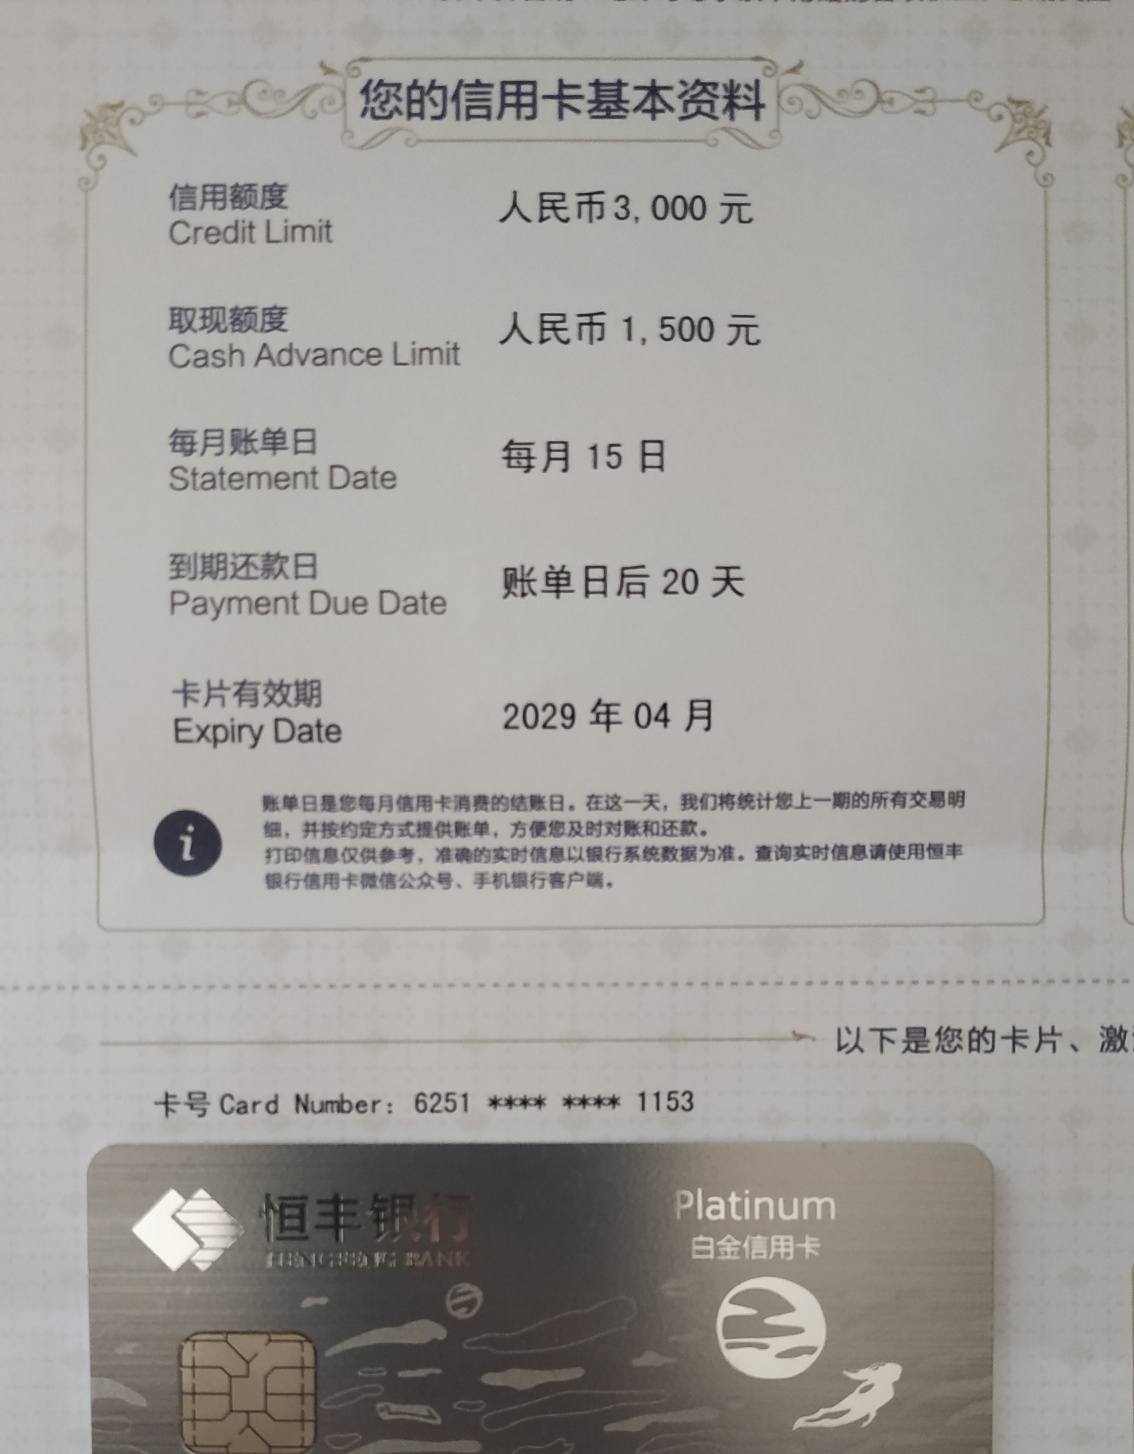 您的信用卡基本资料
信用额度 人民币3,000 元
Credit Limit
取现额度 人民币 1,500 元
Cash Advance Limit
每月账单日 每月 15 日
Statement Date
到期还款日 账单日后 20 天
Payment Due Date
卡片有效期 2029 年 04 月
Expiry Date
账单日是您每月信用卡消费的结账日。在这一天，我们将统计您上一期的所有交易明
细，并按约定方式提供账单，方便您及时对账和还款。
打印信息仅供参考，准确的实时信息以银行系统数据为准。查询实时信息请使用恒丰
银行信用卡微信公众号、手机银行客户端。
以下是您的卡片、激
卡号 Card Number: 6251 **** **** 1153
恒丰银行
HENGFENG BANK
Platinum
白金信用卡